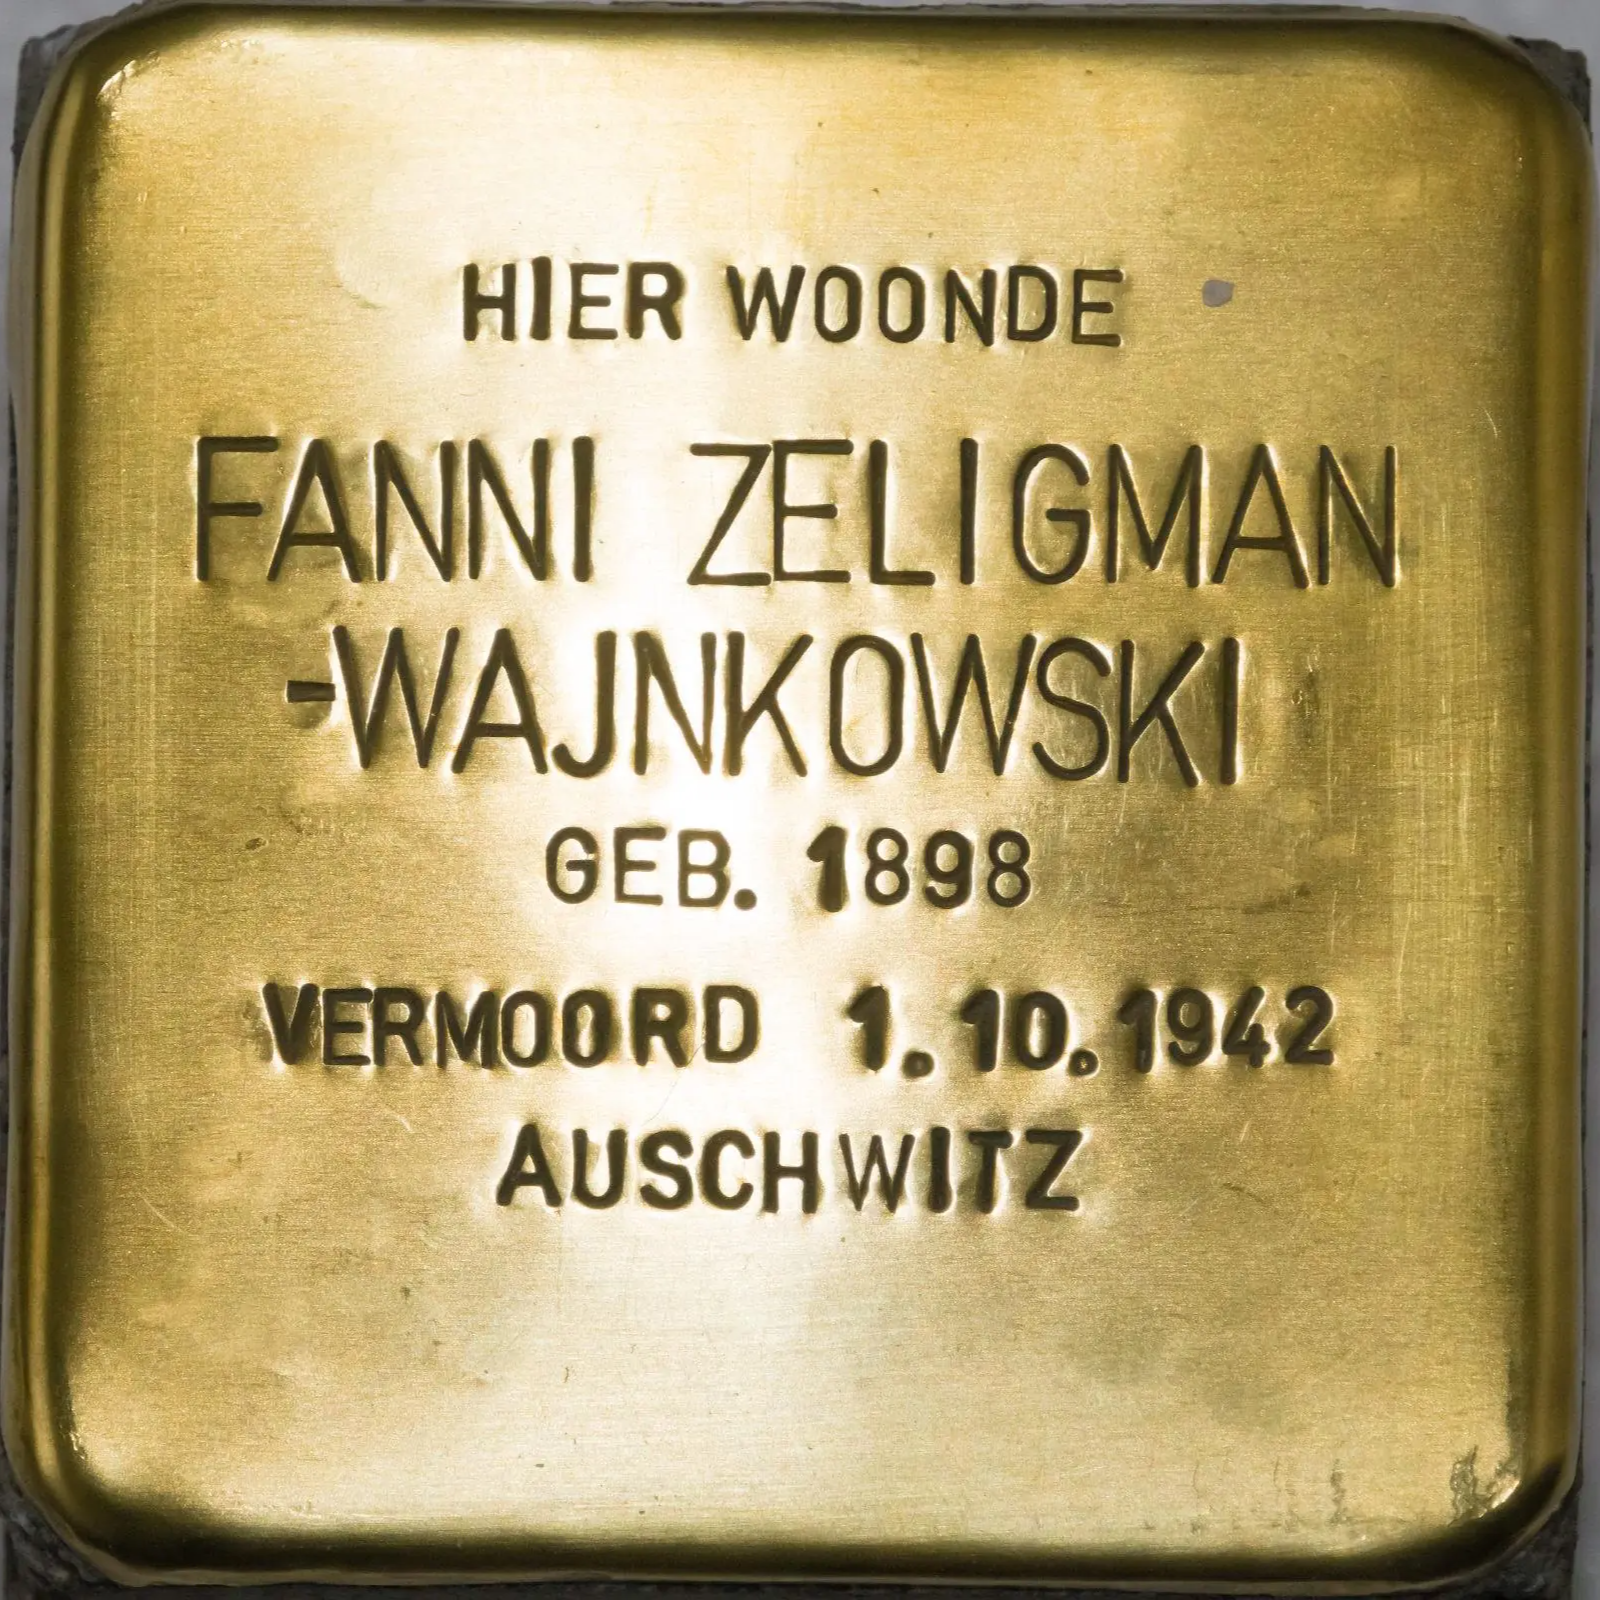 HIER WOONDE
FANNI ZELIGMAN
-WAJNKOWSKI
GEB. 1898
VERMOORD 1.10.1942
AUSCHWITZ